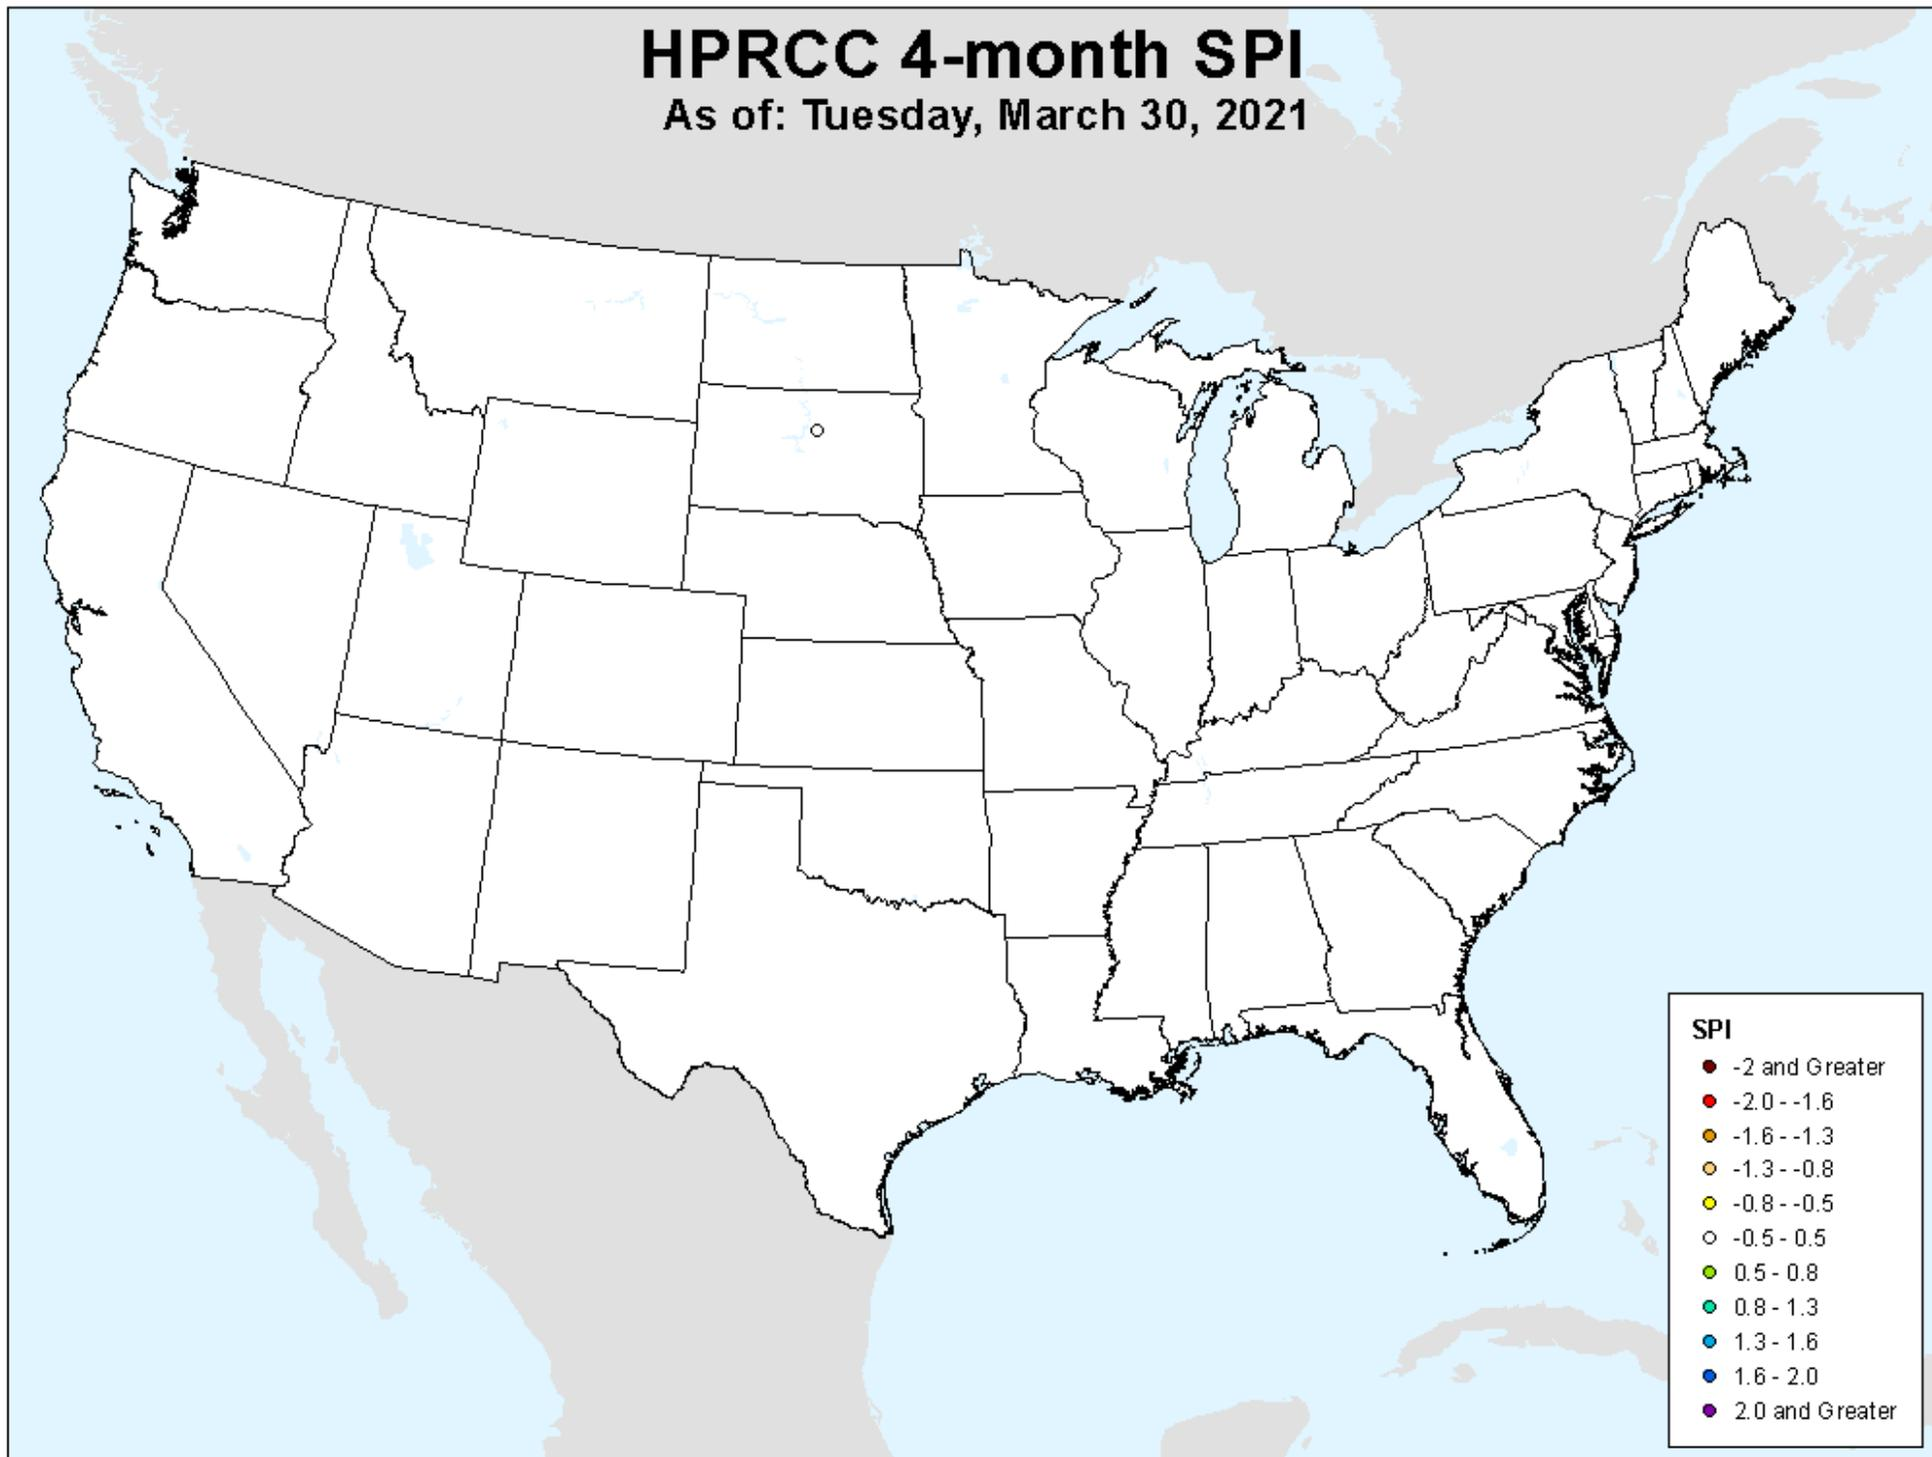 HPRCC 4-month SPI
As of: Tuesday, March 30, 2021
SPI
-2 and Greater
-2.0 - -1.6
-1.6 - -1.3
-1.3 - -0.8
-0.8 - -0.5
-0.5 - 0.5
0.5 - 0.8
0.8 - 1.3
1.3 - 1.6
1.6 - 2.0
2.0 and Greater